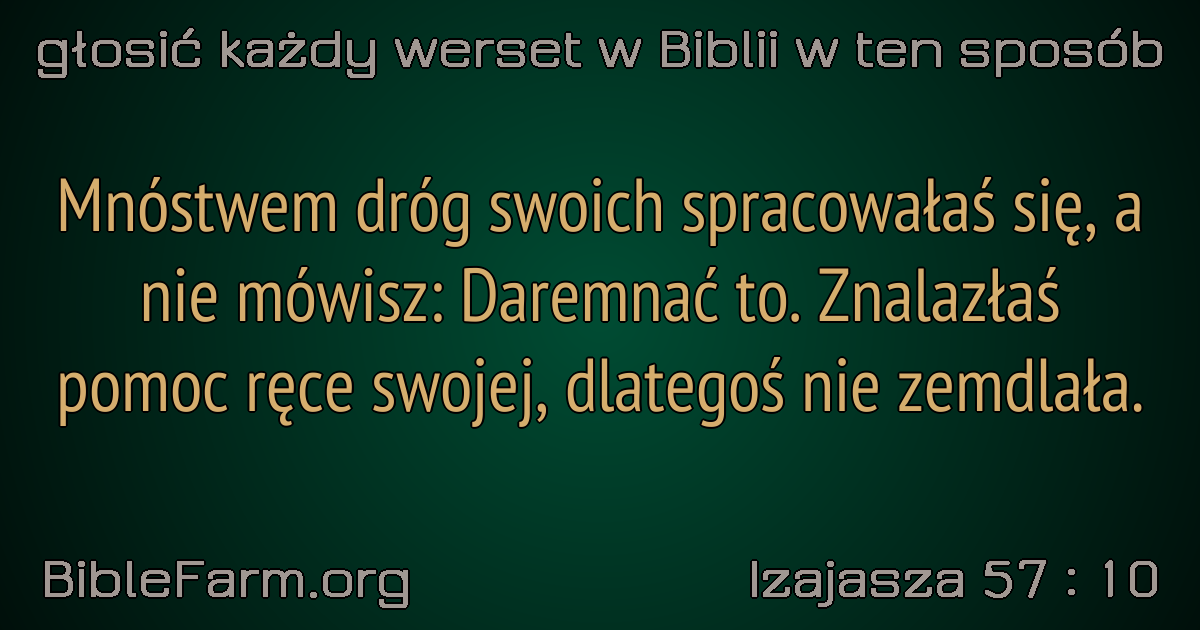 głosić każdy werset w Biblii w ten sposób
Mnóstwem dróg swoich spracowałaś się, a
nie mówisz: Daremnać to. Znalazłaś
pomoc ręce swojej, dlategoś nie zemdlała.
BibleFarm.org
Izajasza 57 : 10